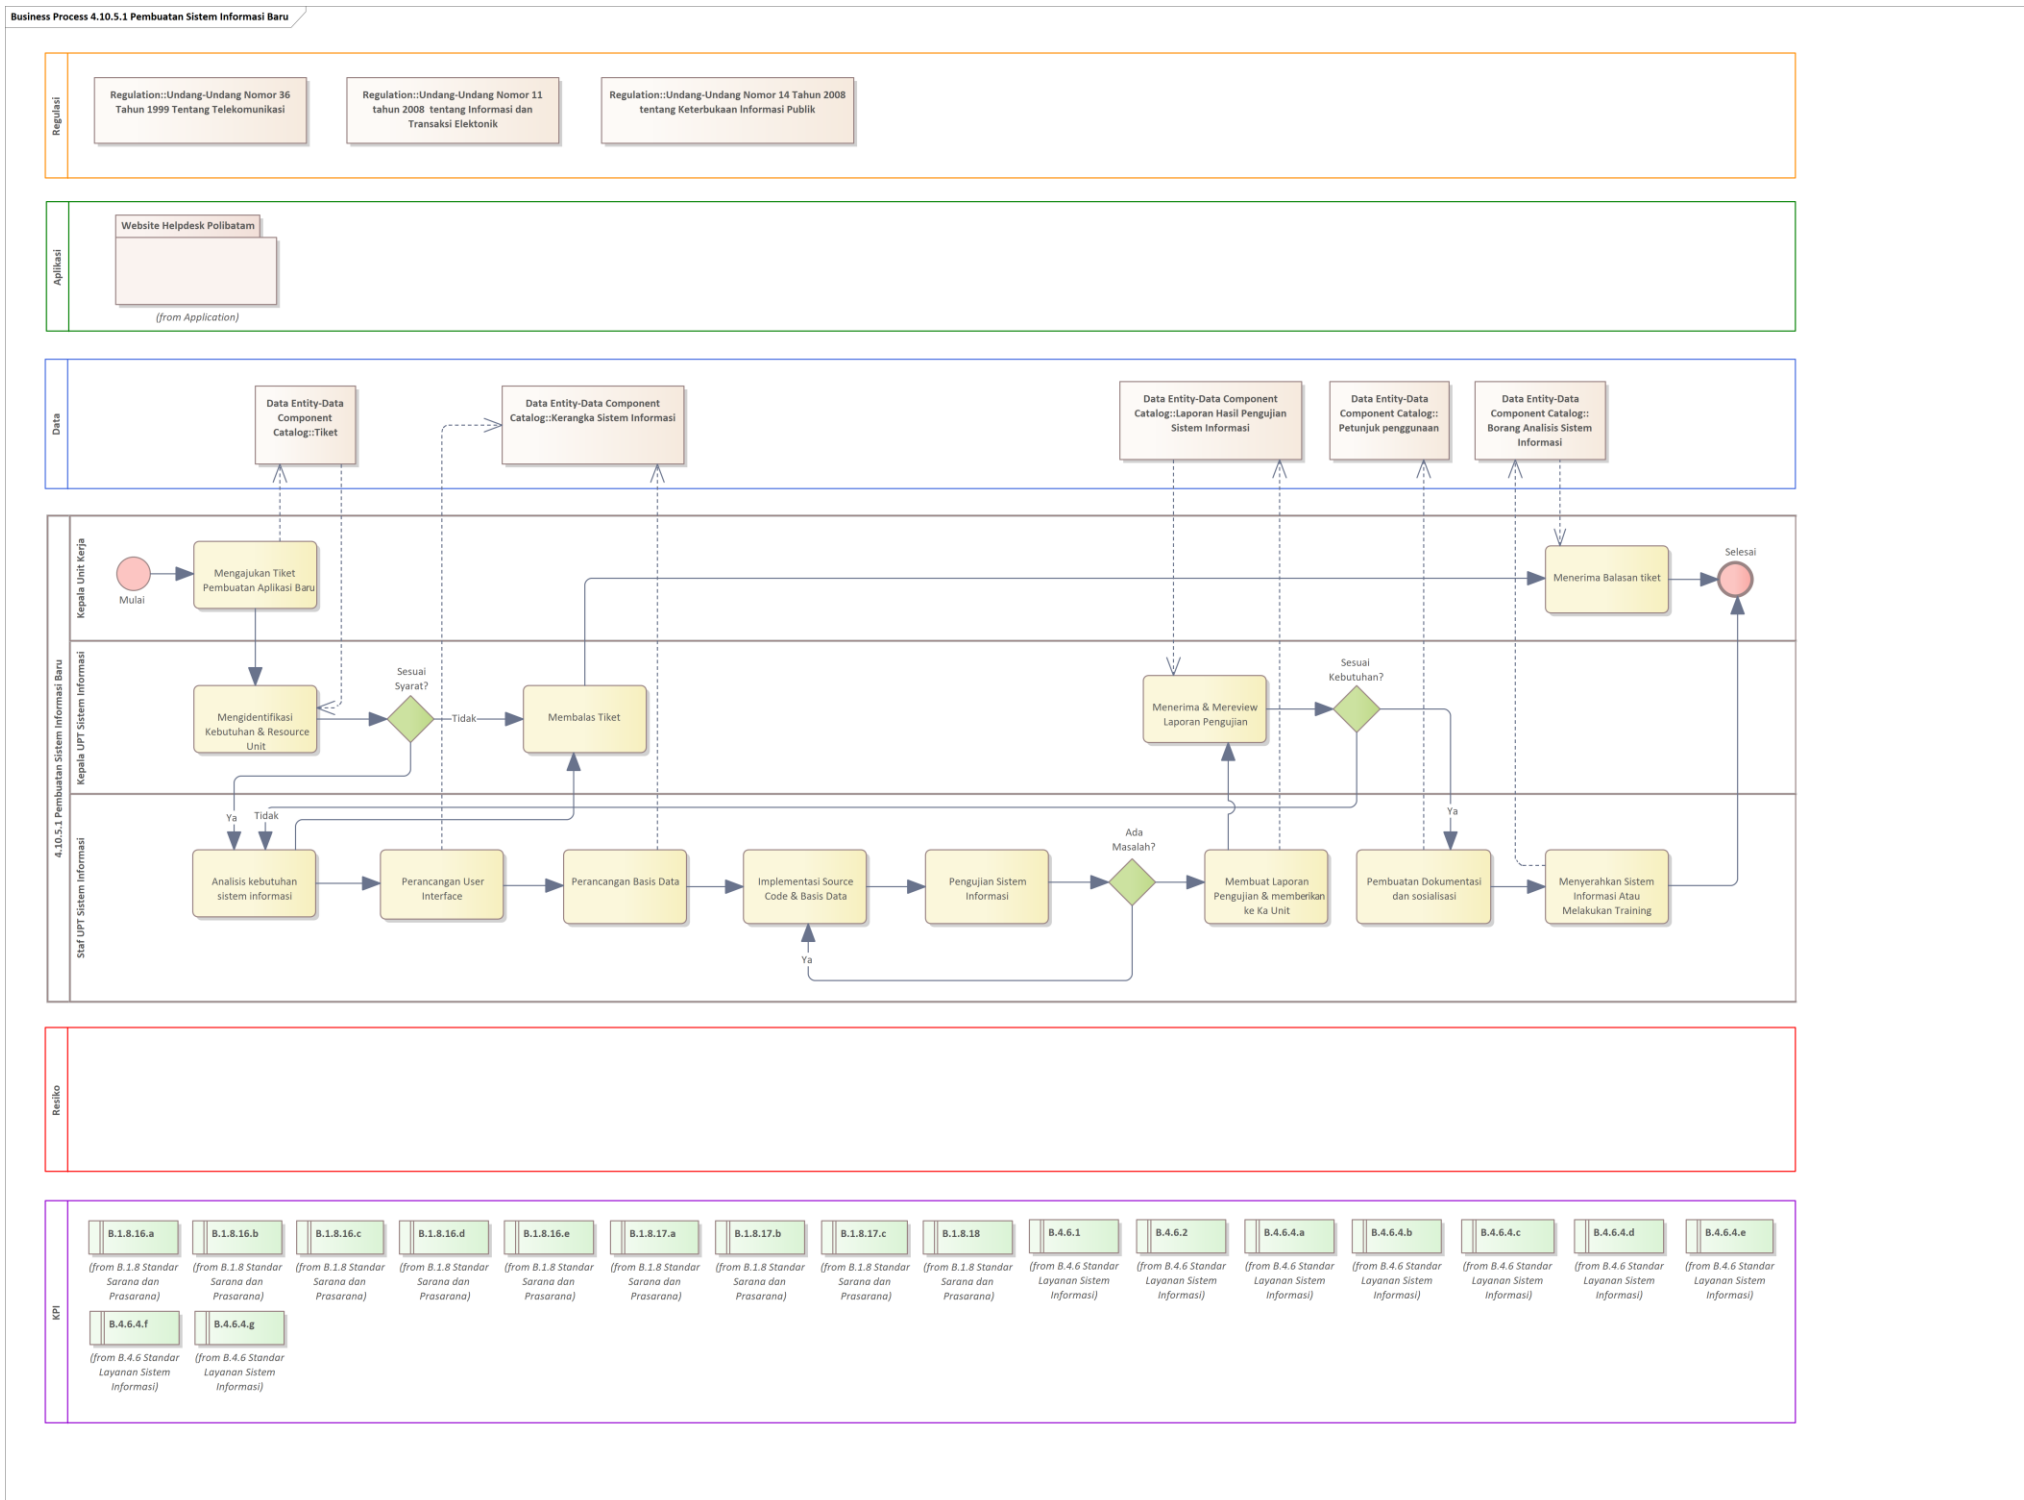 Business Process 4.10.5.1 Pembuatan Sistem Informasi Baru
Regulasi
Regulation::Undang-Undang Nomor 36
Tahun 1999 Tentang Telekomunikasi
Regulation::Undang-Undang Nomor 11
tahun 2008 tentang Informasi dan
Transaksi Elektonik
Regulation::Undang-Undang Nomor 14 Tahun 2008
tentang Keterbukaan Informasi Publik
Aplikasi
Website Helpdesk Polibatam
(from Application)
Data
Data Entity-Data
Component
Catalog::Tiket
Data Entity-Data Component
Catalog::Kerangka Sistem Informasi
Data Entity-Data Component
Catalog::Laporan Hasil Pengujian
Sistem Informasi
Data Entity-Data
Component Catalog::
Petunjuk penggunaan
Data Entity-Data
Component Catalog::
Borang Analisis Sistem
Informasi
4.10.5.1 Pembuatan Sistem Informasi Baru
Kepala Unit Kerja
Mulai
Mengajukan Tiket
Pembuatan Aplikasi Baru
Menerima Balasan tiket
Selesai
Kepala UPT Sistem Informasi
Mengidentifikasi
Kebutuhan & Resource
Unit
Sesuai
Syarat?
Tidak
Membalas Tiket
Menerima & Mereview
Laporan Pengujian
Sesuai
Kebutuhan?
Staf UPT Sistem Informasi
Ya
Tidak
Ya
Analisis kebutuhan
sistem informasi
Perancangan User
Interface
Perancangan Basis Data
Implementasi Source
Code & Basis Data
Pengujian Sistem
Informasi
Ada
Masalah?
Ya
Membuat Laporan
Pengujian & memberikan
ke Ka Unit
Pembuatan Dokumentasi
dan sosialisasi
Menyerahkan Sistem
Informasi Atau
Melakukan Training
Resiko
KPI
B.1.8.16.a
(from B.1.8 Standar
Sarana dan
Prasarana)
B.1.8.16.b
(from B.1.8 Standar
Sarana dan
Prasarana)
B.1.8.16.c
(from B.1.8 Standar
Sarana dan
Prasarana)
B.1.8.16.d
(from B.1.8 Standar
Sarana dan
Prasarana)
B.1.8.16.e
(from B.1.8 Standar
Sarana dan
Prasarana)
B.1.8.17.a
(from B.1.8 Standar
Sarana dan
Prasarana)
B.1.8.17.b
(from B.1.8 Standar
Sarana dan
Prasarana)
B.1.8.17.c
(from B.1.8 Standar
Sarana dan
Prasarana)
B.1.8.18
(from B.1.8 Standar
Sarana dan
Prasarana)
B.4.6.1
(from B.4.6 Standar
Layanan Sistem
Informasi)
B.4.6.2
(from B.4.6 Standar
Layanan Sistem
Informasi)
B.4.6.4.a
(from B.4.6 Standar
Layanan Sistem
Informasi)
B.4.6.4.b
(from B.4.6 Standar
Layanan Sistem
Informasi)
B.4.6.4.c
(from B.4.6 Standar
Layanan Sistem
Informasi)
B.4.6.4.d
(from B.4.6 Standar
Layanan Sistem
Informasi)
B.4.6.4.e
(from B.4.6 Standar
Layanan Sistem
Informasi)
B.4.6.4.f
(from B.4.6 Standar
Layanan Sistem
Informasi)
B.4.6.4.g
(from B.4.6 Standar
Layanan Sistem
Informasi)